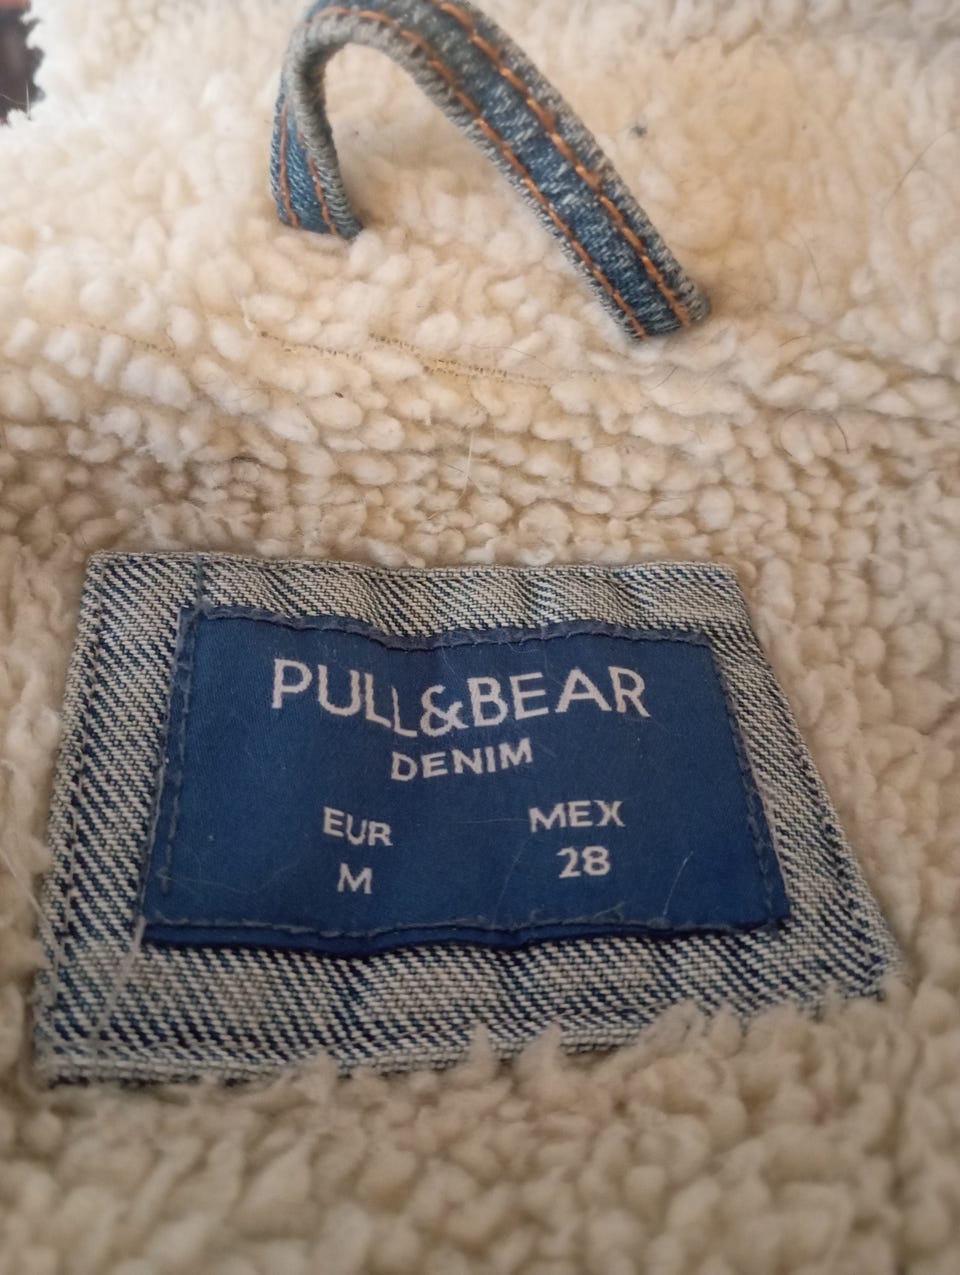 PULL&BEAR
DENIM
EUR MEX
M 28